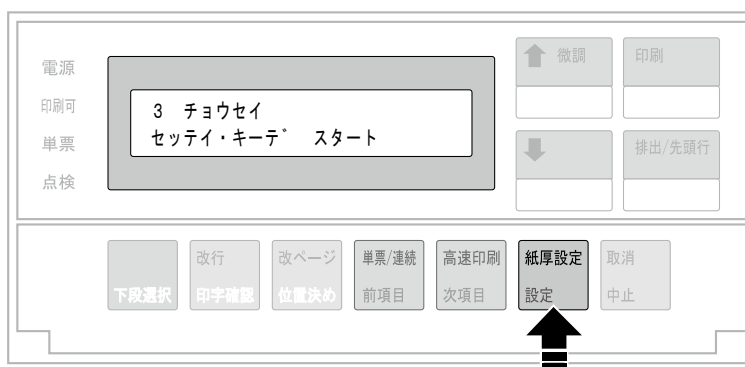 電源
印刷可
単票
点検
3 チョウセイ
セッテイ・キーデ スタート
微調
印刷
排出/先頭行
下段選択
改行
印字確認
改ページ
位置決め
単票/連続
前項目
高速印刷
次項目
紙厚設定
設定
取消
中止